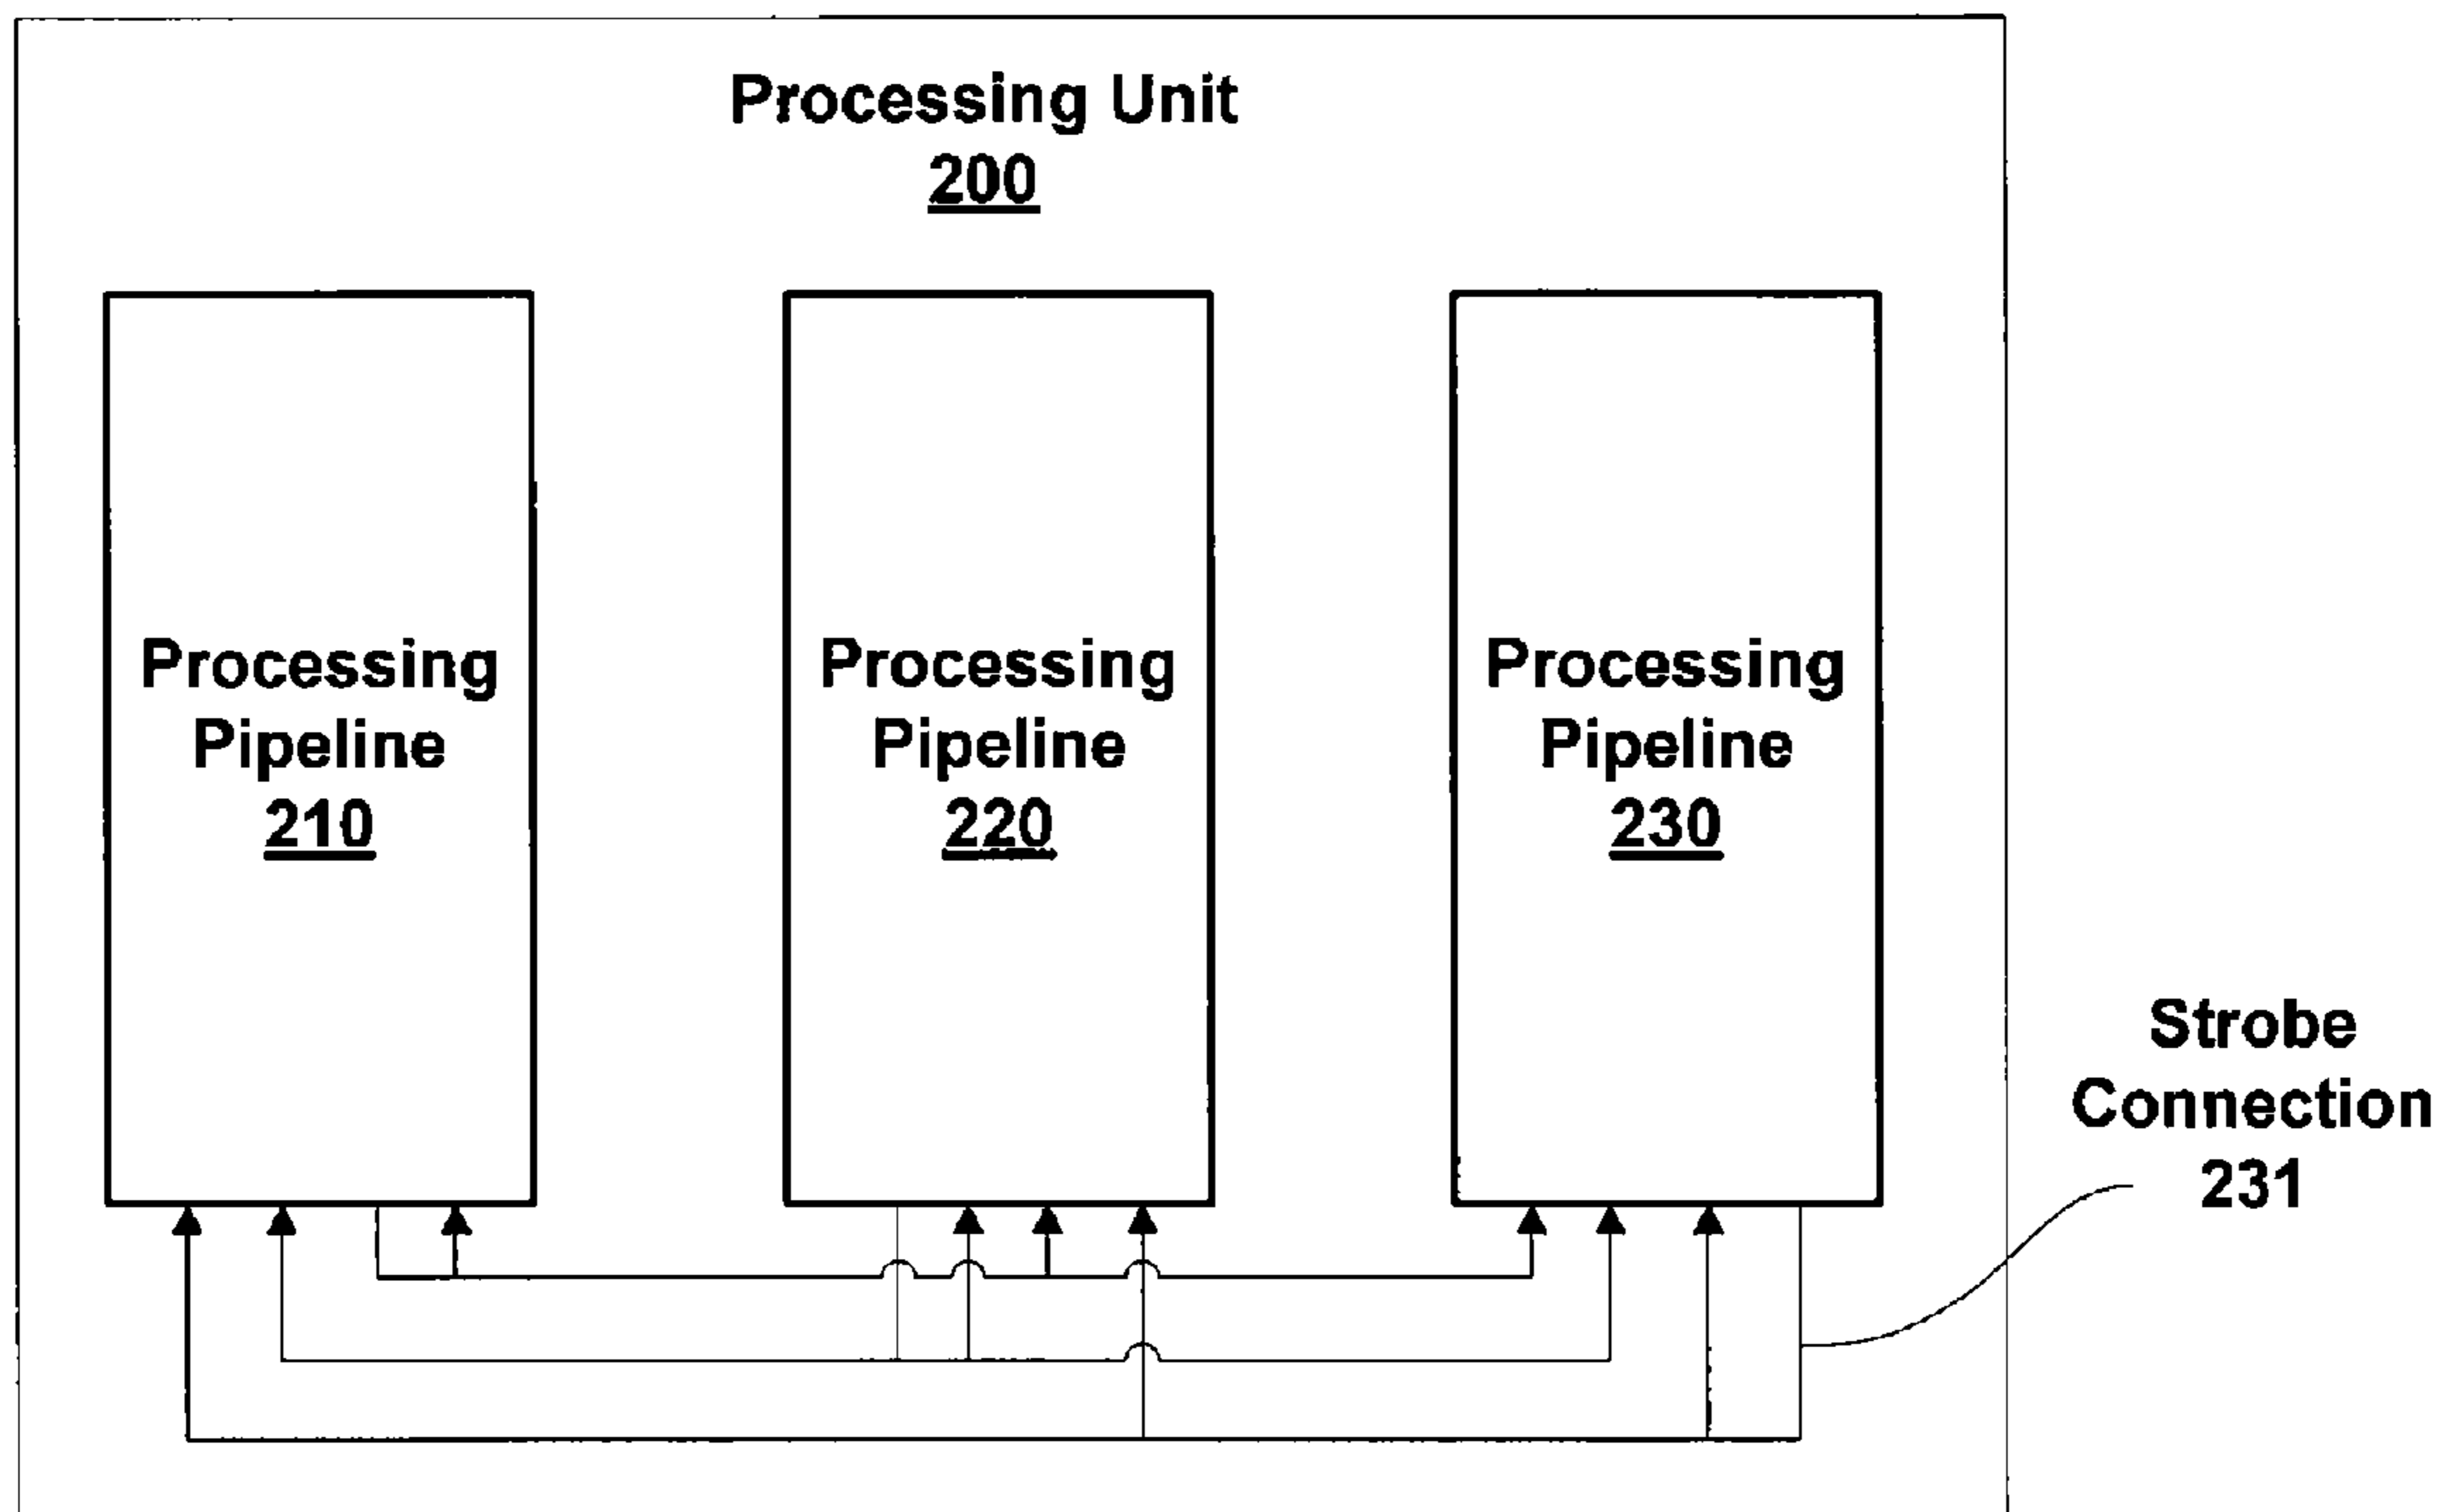 Processing Unit
200
Processing
Pipeline
210
Processing
Pipeline
220
Processing
Pipeline
230
Strobe
Connection
231